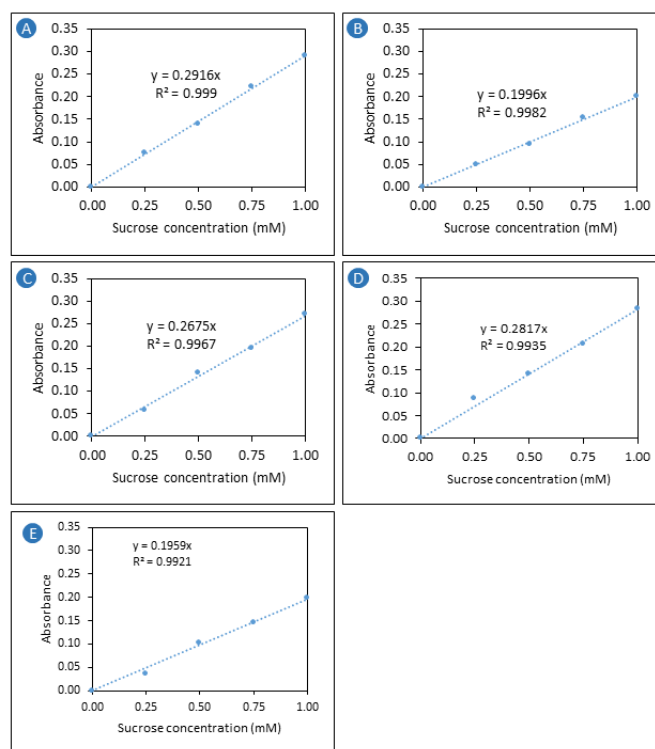 A
y = 0.2916x
R² = 0.999
Absorbance
0.35
0.30
0.25
0.20
0.15
0.10
0.05
0.00
0.00 0.25 0.50 0.75 1.00
Sucrose concentration (mM)
B
y = 0.1996x
R² = 0.9982
Absorbance
0.35
0.30
0.25
0.20
0.15
0.10
0.05
0.00
0.00 0.25 0.50 0.75 1.00
Sucrose concentration (mM)
C
y = 0.2675x
R² = 0.9967
Absorbance
0.35
0.30
0.25
0.20
0.15
0.10
0.05
0.00
0.00 0.25 0.50 0.75 1.00
Sucrose concentration (mM)
D
y = 0.2817x
R² = 0.9935
Absorbance
0.35
0.30
0.25
0.20
0.15
0.10
0.05
0.00
0.00 0.25 0.50 0.75 1.00
Sucrose concentration (mM)
E
y = 0.1959x
R² = 0.9921
Absorbance
0.35
0.30
0.25
0.20
0.15
0.10
0.05
0.00
0.00 0.25 0.50 0.75 1.00
Sucrose concentration (mM)